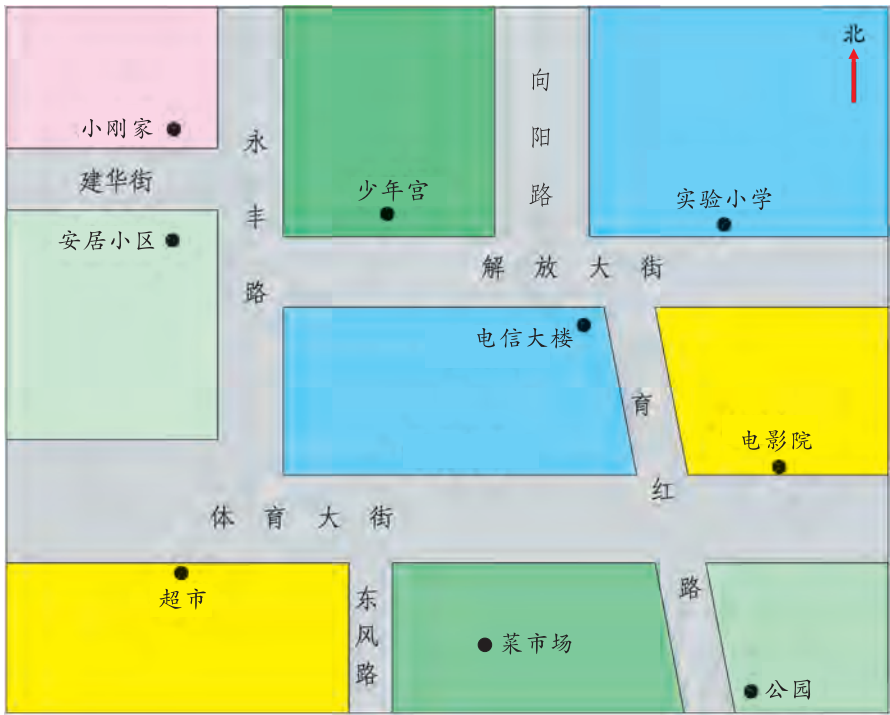 北
小刚家
建华街
永丰路
少年宫
向阳路
实验小学
安居小区
解放大街
电信大楼
育红路
电影院
体育大街
超市
东风路
菜市场
公园